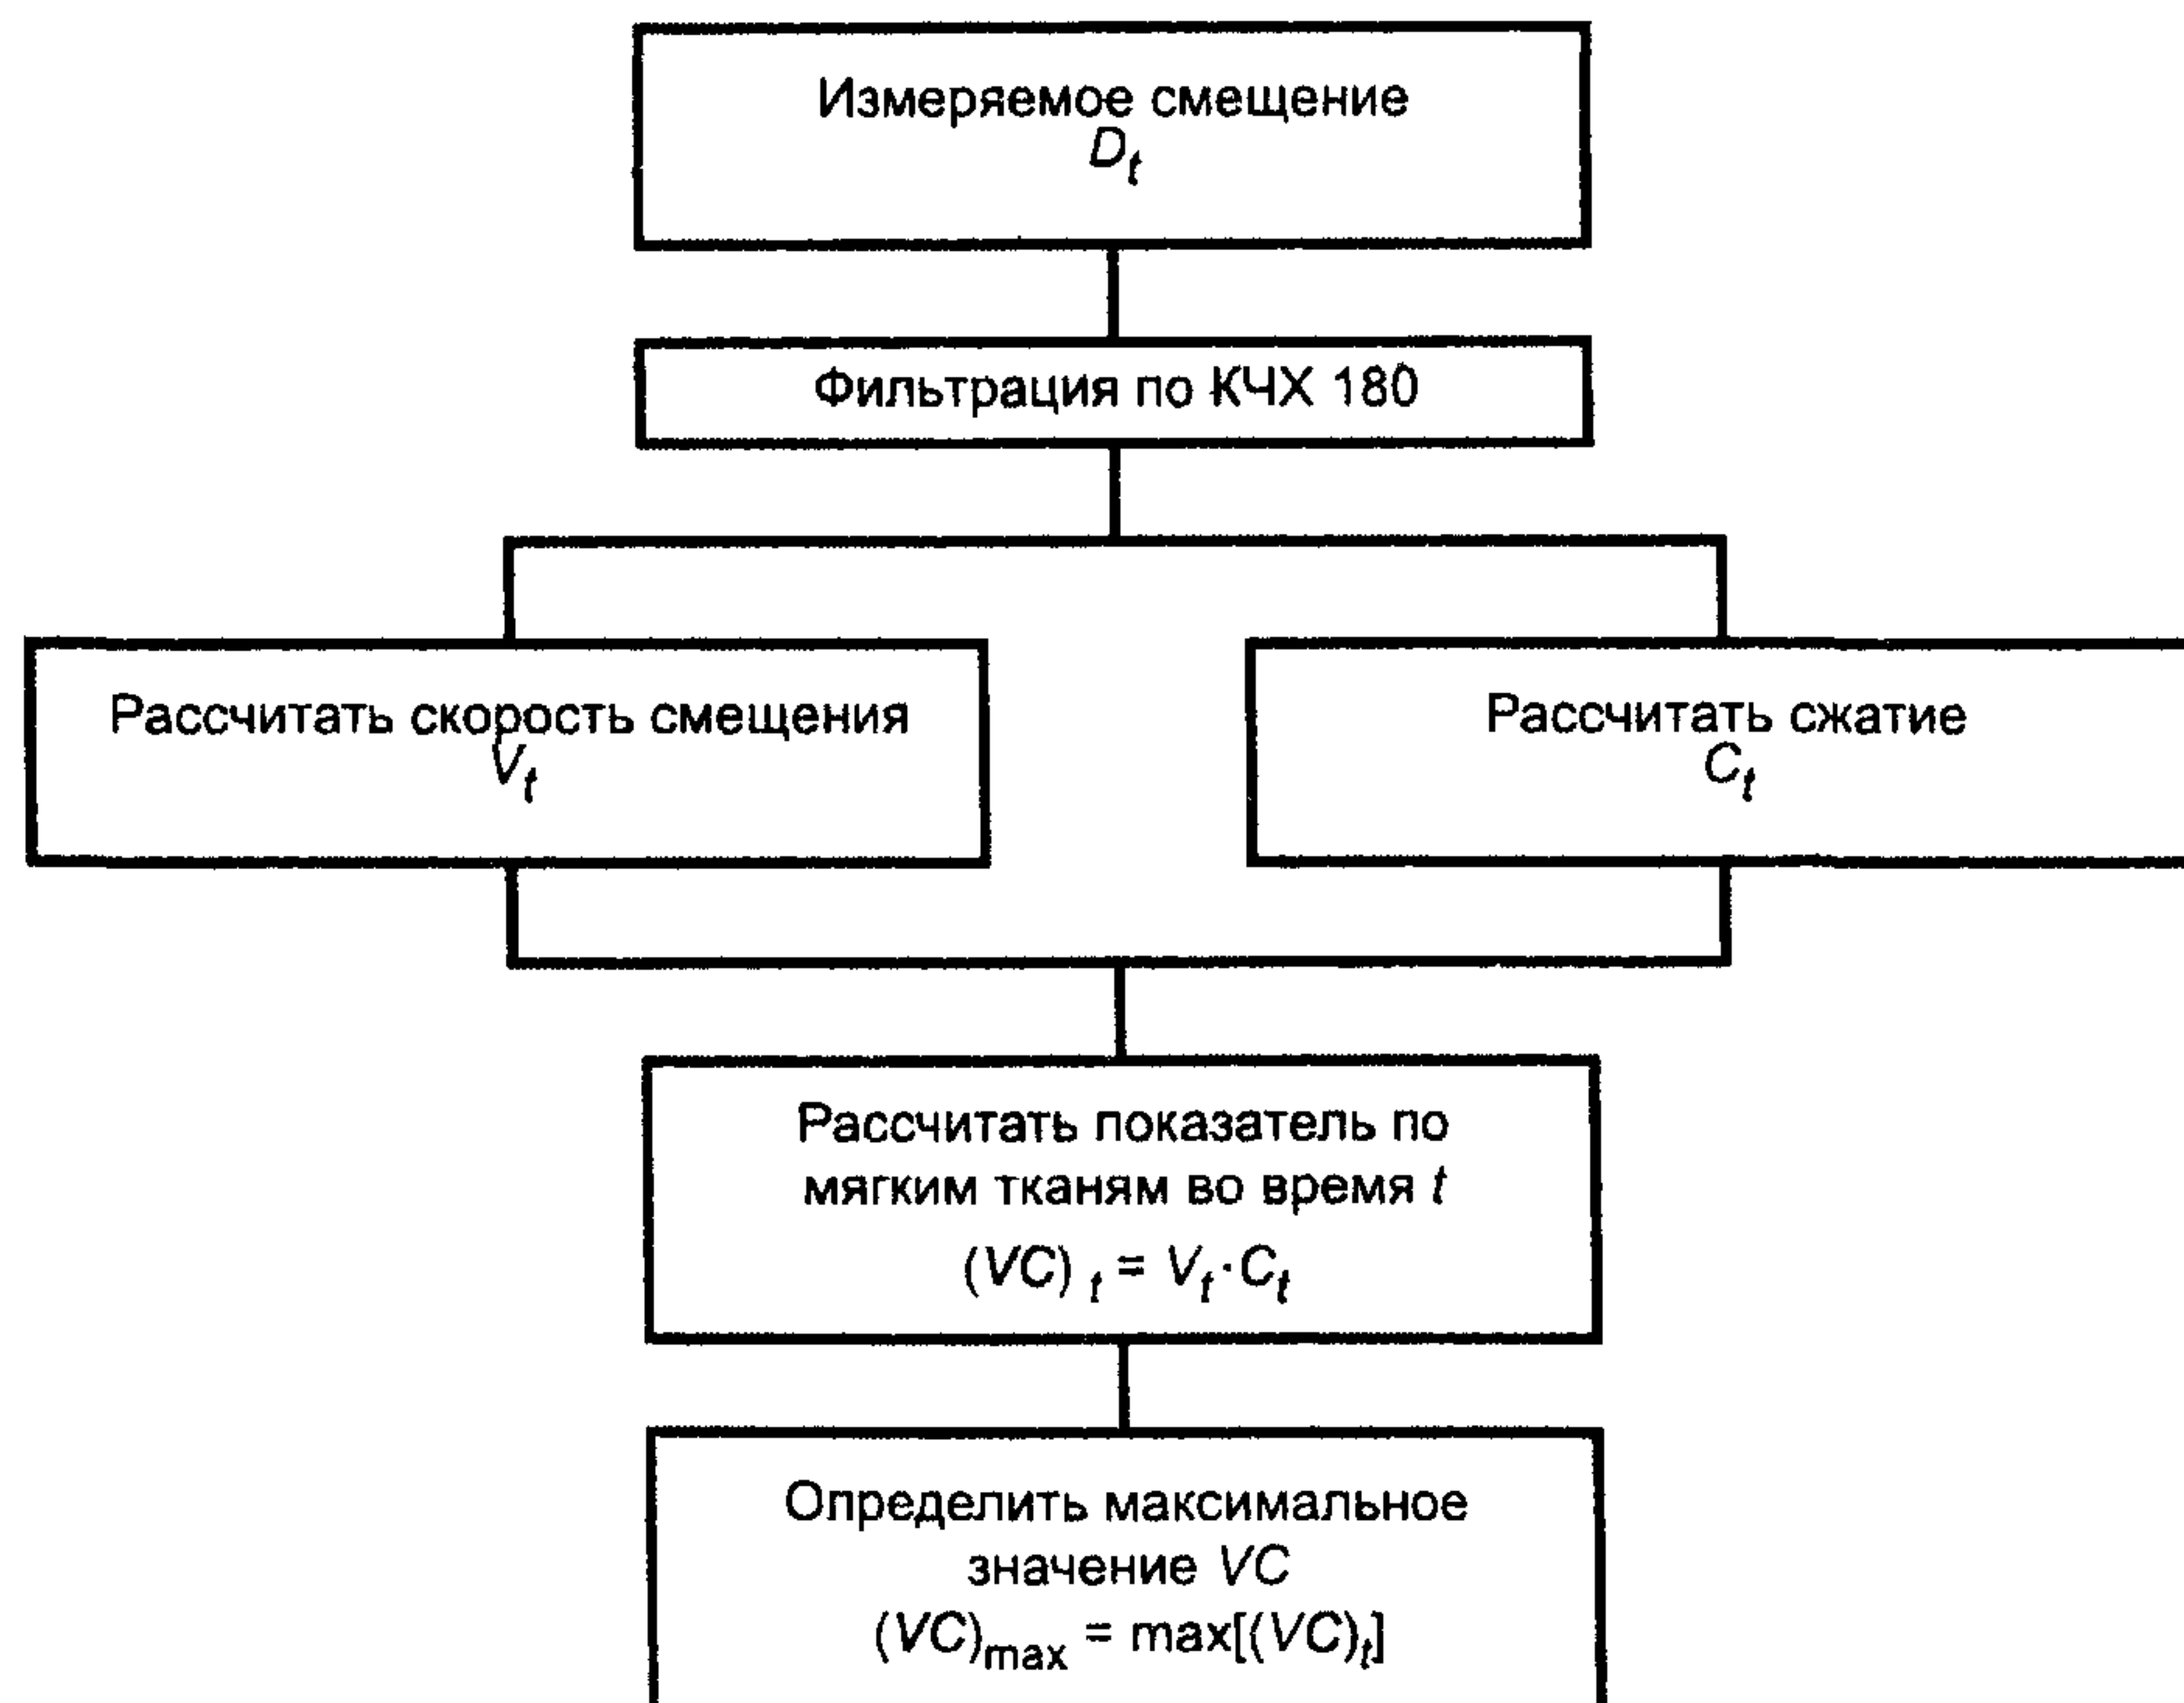 Измеряемое смещение
D_t
Фильтрация по КЧХ 180
Рассчитать скорость смещения
V_t
Рассчитать сжатие
C_t
Рассчитать показатель по
мягким тканям во время t
(VC)_t = V_t·C_t
Определить максимальное
значение VC
(VC)_max = max[(VC)_t]